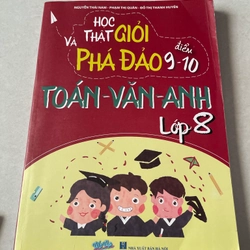 NGUYỄN THÁI HÀNH - PHẠM THỊ QUÂN - ĐỖ THỊ THANH HUYỀN
HỌC
VÀ THẬT GIỎI
PHÁ ĐẢO điểm 9-10
TOÁN-VĂN-ANH
Lớp 8
NHÀ XUẤT BẢN HÀ NỘI